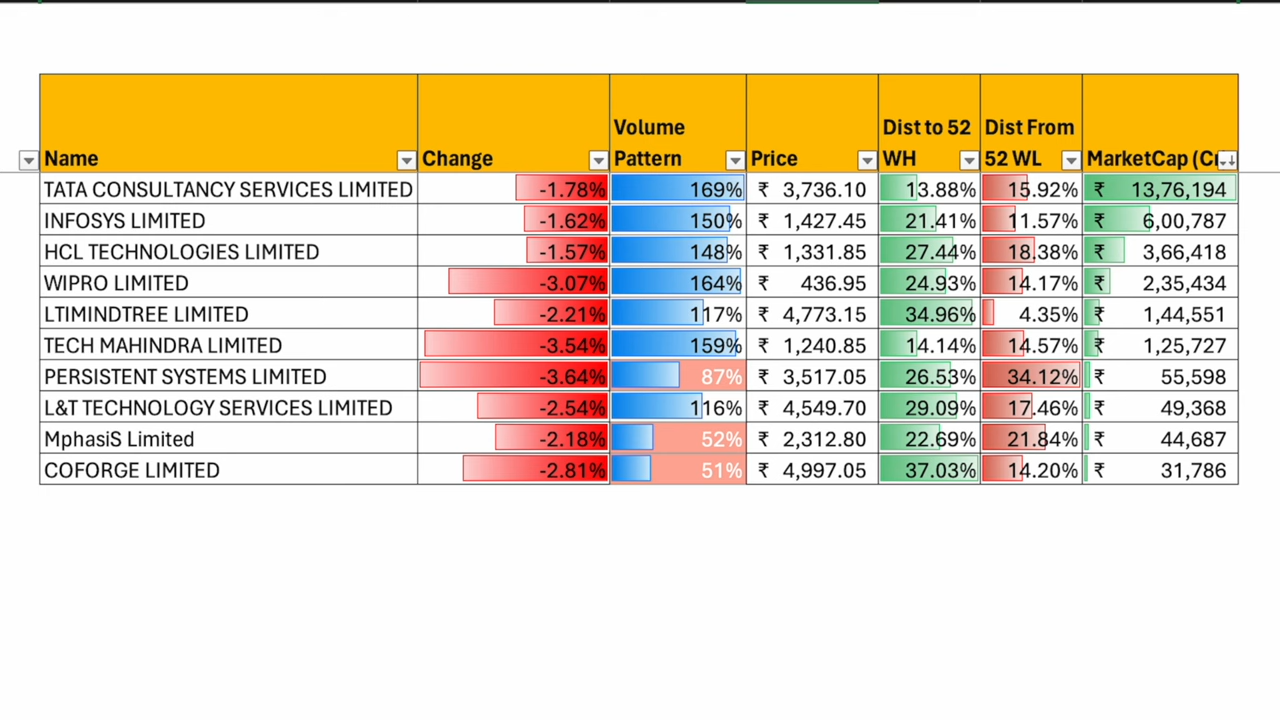 Name Change Volume Pattern Price Dist to 52 WH Dist From 52 WL MarketCap (Cr
TATA CONSULTANCY SERVICES LIMITED -1.78% 169% ₹ 3,736.10 13.88% 15.92% ₹ 13,76,194
INFOSYS LIMITED -1.62% 150% ₹ 1,427.45 21.41% 11.57% ₹ 6,00,787
HCL TECHNOLOGIES LIMITED -1.57% 148% ₹ 1,331.85 27.44% 18.38% ₹ 3,66,418
WIPRO LIMITED -3.07% 164% ₹ 436.95 24.93% 14.17% ₹ 2,35,434
LTIMINDTREE LIMITED -2.21% 117% ₹ 4,773.15 34.96% 4.35% ₹ 1,44,551
TECH MAHINDRA LIMITED -3.54% 159% ₹ 1,240.85 14.14% 14.57% ₹ 1,25,727
PERSISTENT SYSTEMS LIMITED -3.64% 87% ₹ 3,517.05 26.53% 34.12% ₹ 55,598
L&T TECHNOLOGY SERVICES LIMITED -2.54% 116% ₹ 4,549.70 29.09% 17.46% ₹ 49,368
MphasiS Limited -2.18% 52% ₹ 2,312.80 22.69% 21.84% ₹ 44,687
COFORGE LIMITED -2.81% 51% ₹ 4,997.05 37.03% 14.20% ₹ 31,786